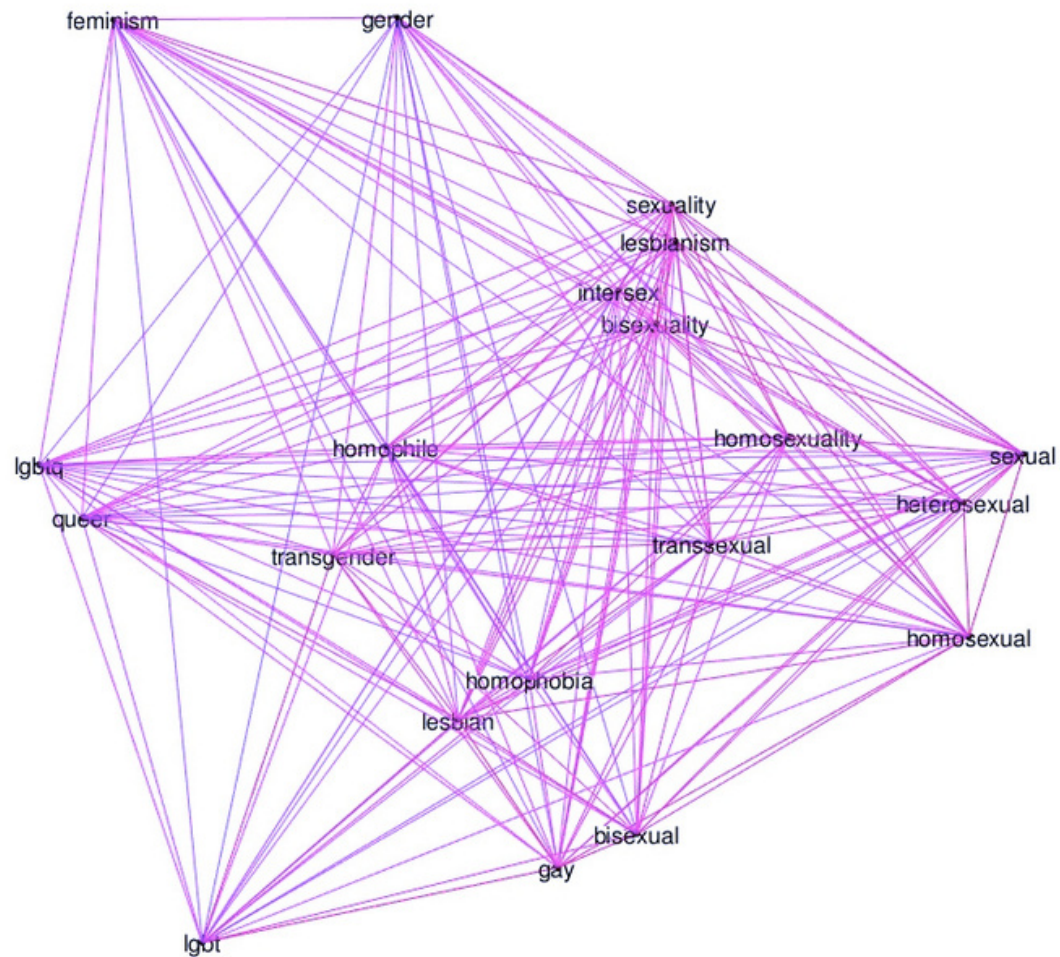 feminism
gender
sexuality
lesbianism
intersex
bisexuality
homosexuality
homophile
sexual
lgbtq
heterosexual
queer
transsexual
transgender
homosexual
homophobia
lesbian
bisexual
gay
lgbt